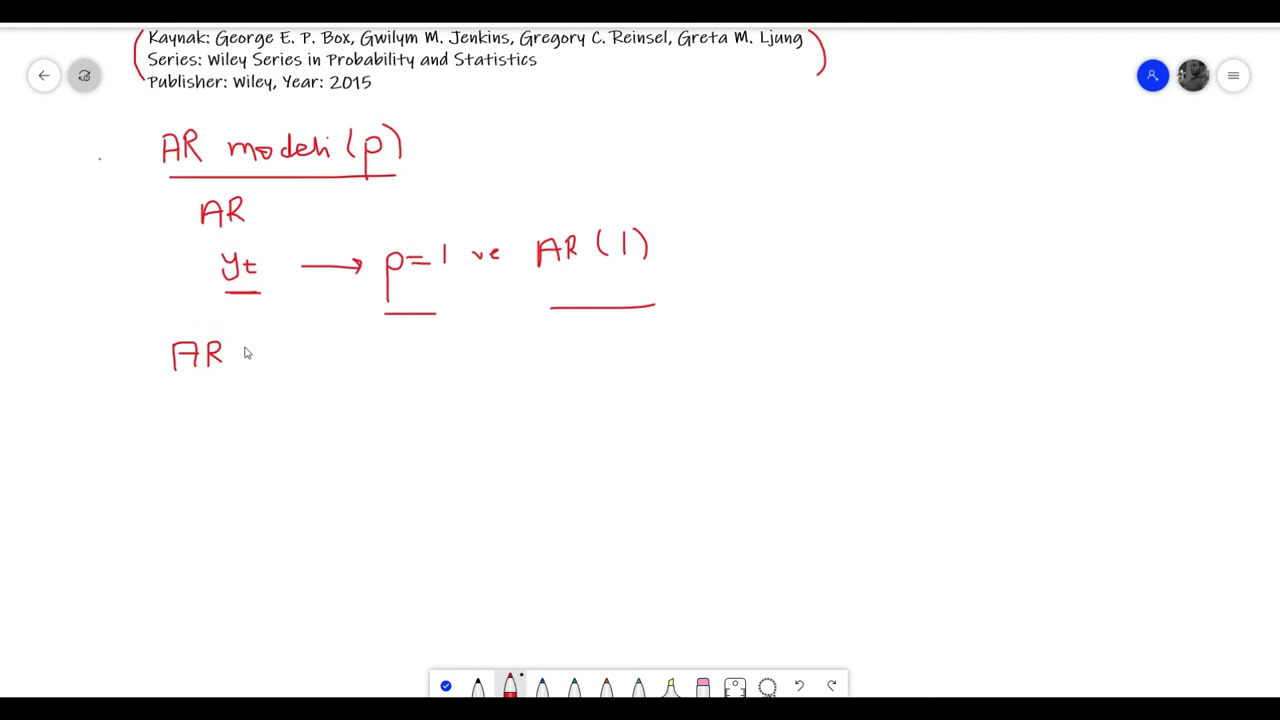 Kaynak: George E. P. Box, Gwilym M. Jenkins, Gregory C. Reinsel, Greta M. Ljung
Series: Wiley Series in Probability and Statistics
Publisher: Wiley, Year: 2015
AR modeli (p)
AR
yt → p=1 ve AR(1)
AR